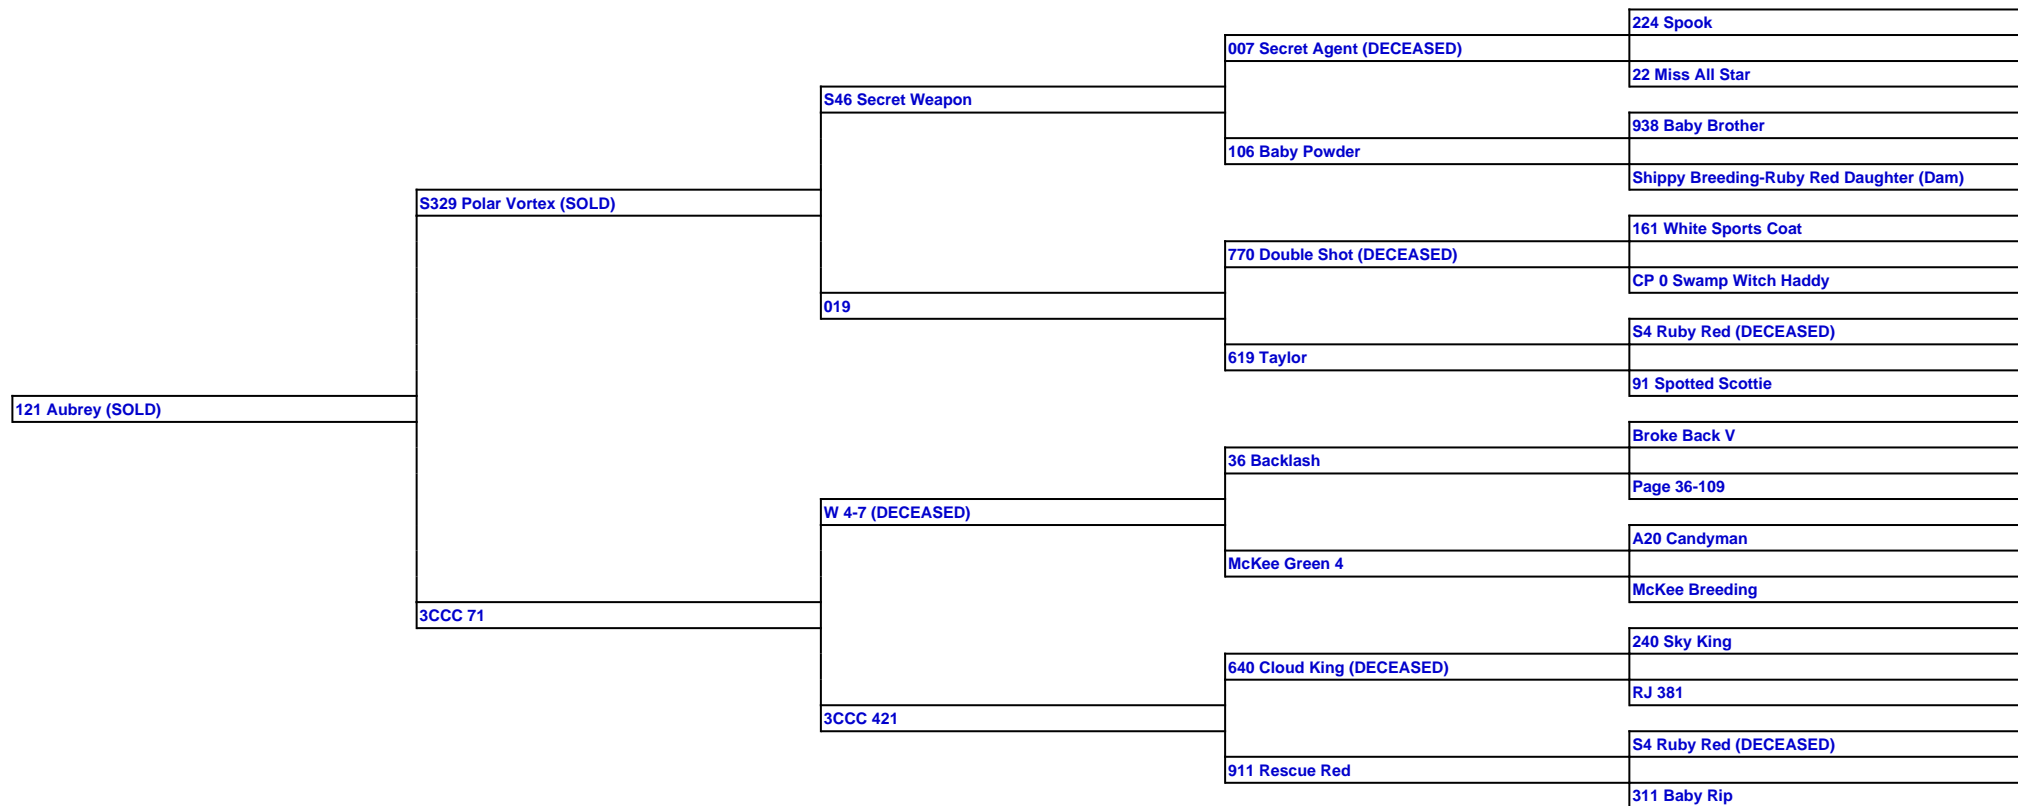 224 Spook
007 Secret Agent (DECEASED)
22 Miss All Star
S46 Secret Weapon
938 Baby Brother
106 Baby Powder
Shippy Breeding-Ruby Red Daughter (Dam)
S329 Polar Vortex (SOLD)
161 White Sports Coat
770 Double Shot (DECEASED)
CP 0 Swamp Witch Haddy
019
S4 Ruby Red (DECEASED)
619 Taylor
91 Spotted Scottie
121 Aubrey (SOLD)
Broke Back V
36 Backlash
Page 36-109
W 4-7 (DECEASED)
A20 Candyman
McKee Green 4
McKee Breeding
3CCC 71
240 Sky King
640 Cloud King (DECEASED)
RJ 381
3CCC 421
S4 Ruby Red (DECEASED)
911 Rescue Red
311 Baby Rip